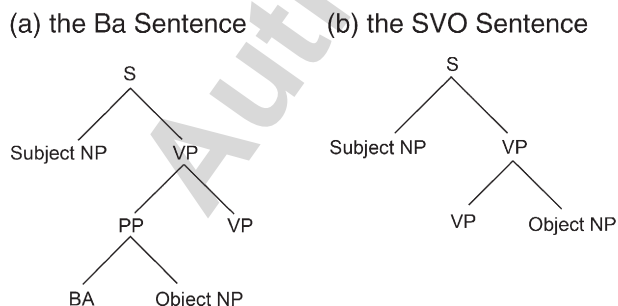 (a) the Ba Sentence (b) the SVO Sentence
S S
Subject NP VP Subject NP VP
PP VP VP Object NP
BA Object NP
Aut